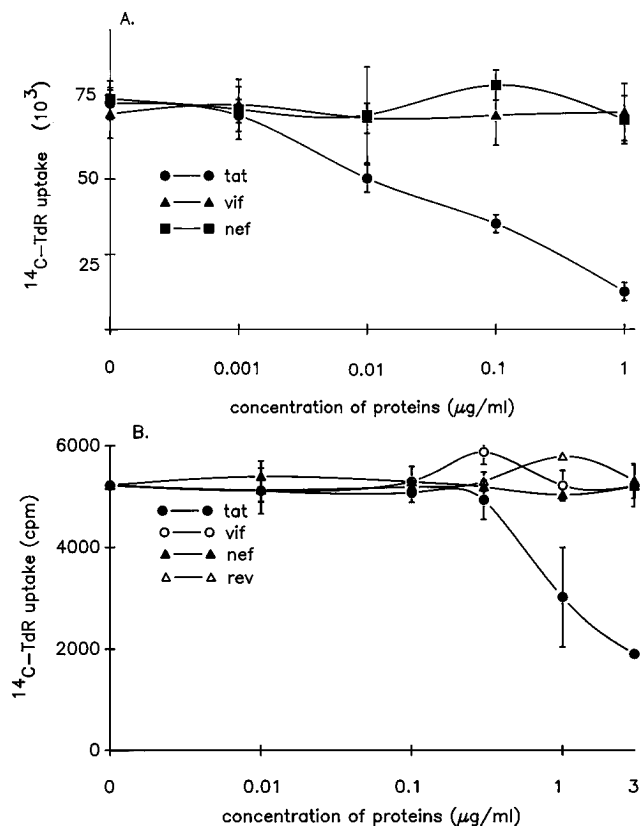 A.
¹⁴C–TdR uptake (10³)
75
50
25
tat
vif
nef
0 0.001 0.01 0.1 1
concentration of proteins (μg/ml)
B.
¹⁴C–TdR uptake (cpm)
6000
4000
2000
0
tat
vif
nef
rev
0 0.01 0.1 1 3
concentration of proteins (μg/ml)